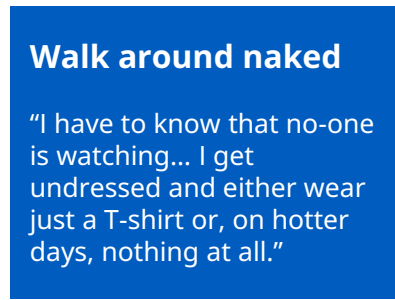 Walk around naked
“I have to know that no-one
is watching... I get
undressed and either wear
just a T-shirt or, on hotter
days, nothing at all.”